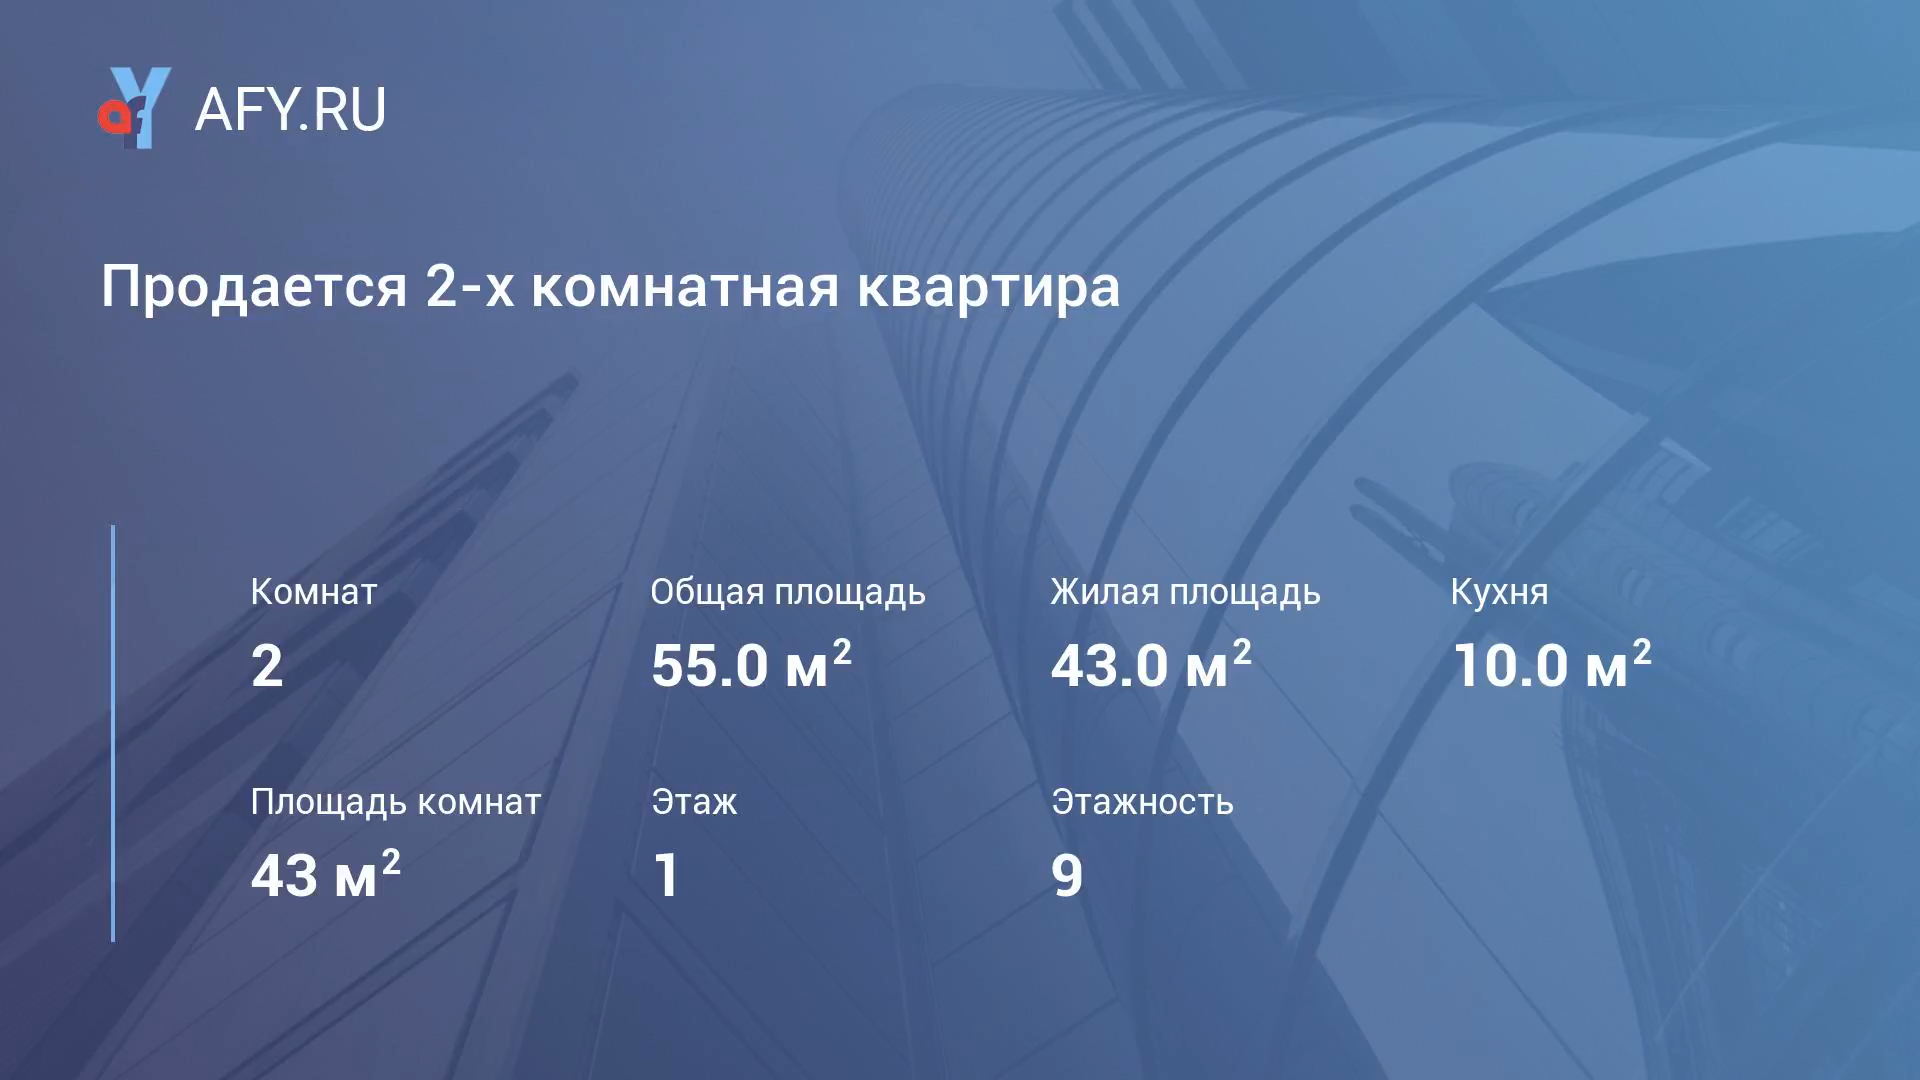 afY AFY.RU
Продается 2-х комнатная квартира
Комнат Общая площадь Жилая площадь Кухня
2 55.0 м² 43.0 м² 10.0 м²
Площадь комнат Этаж Этажность
43 м² 1 9